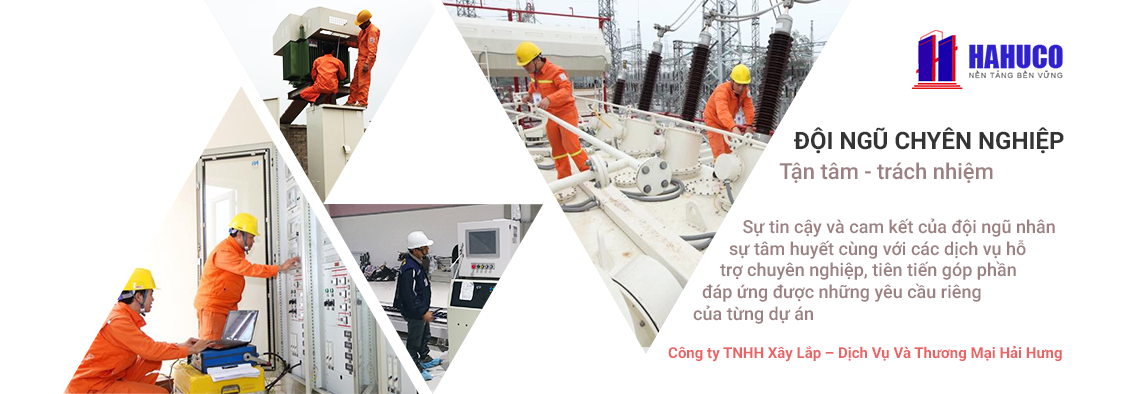 HAHUCO
NỀN TẢNG BỀN VỮNG
ĐỘI NGŨ CHYÊN NGHIỆP
Tận tâm - trách nhiệm
Sự tin cậy và cam kết của đội ngũ nhân
sự tâm huyết cùng với các dịch vụ hỗ
trợ chuyên nghiệp, tiên tiến góp phần
đáp ứng được những yêu cầu riêng
của từng dự án
Công ty TNHH Xây Lắp – Dịch Vụ Và Thương Mại Hải Hưng